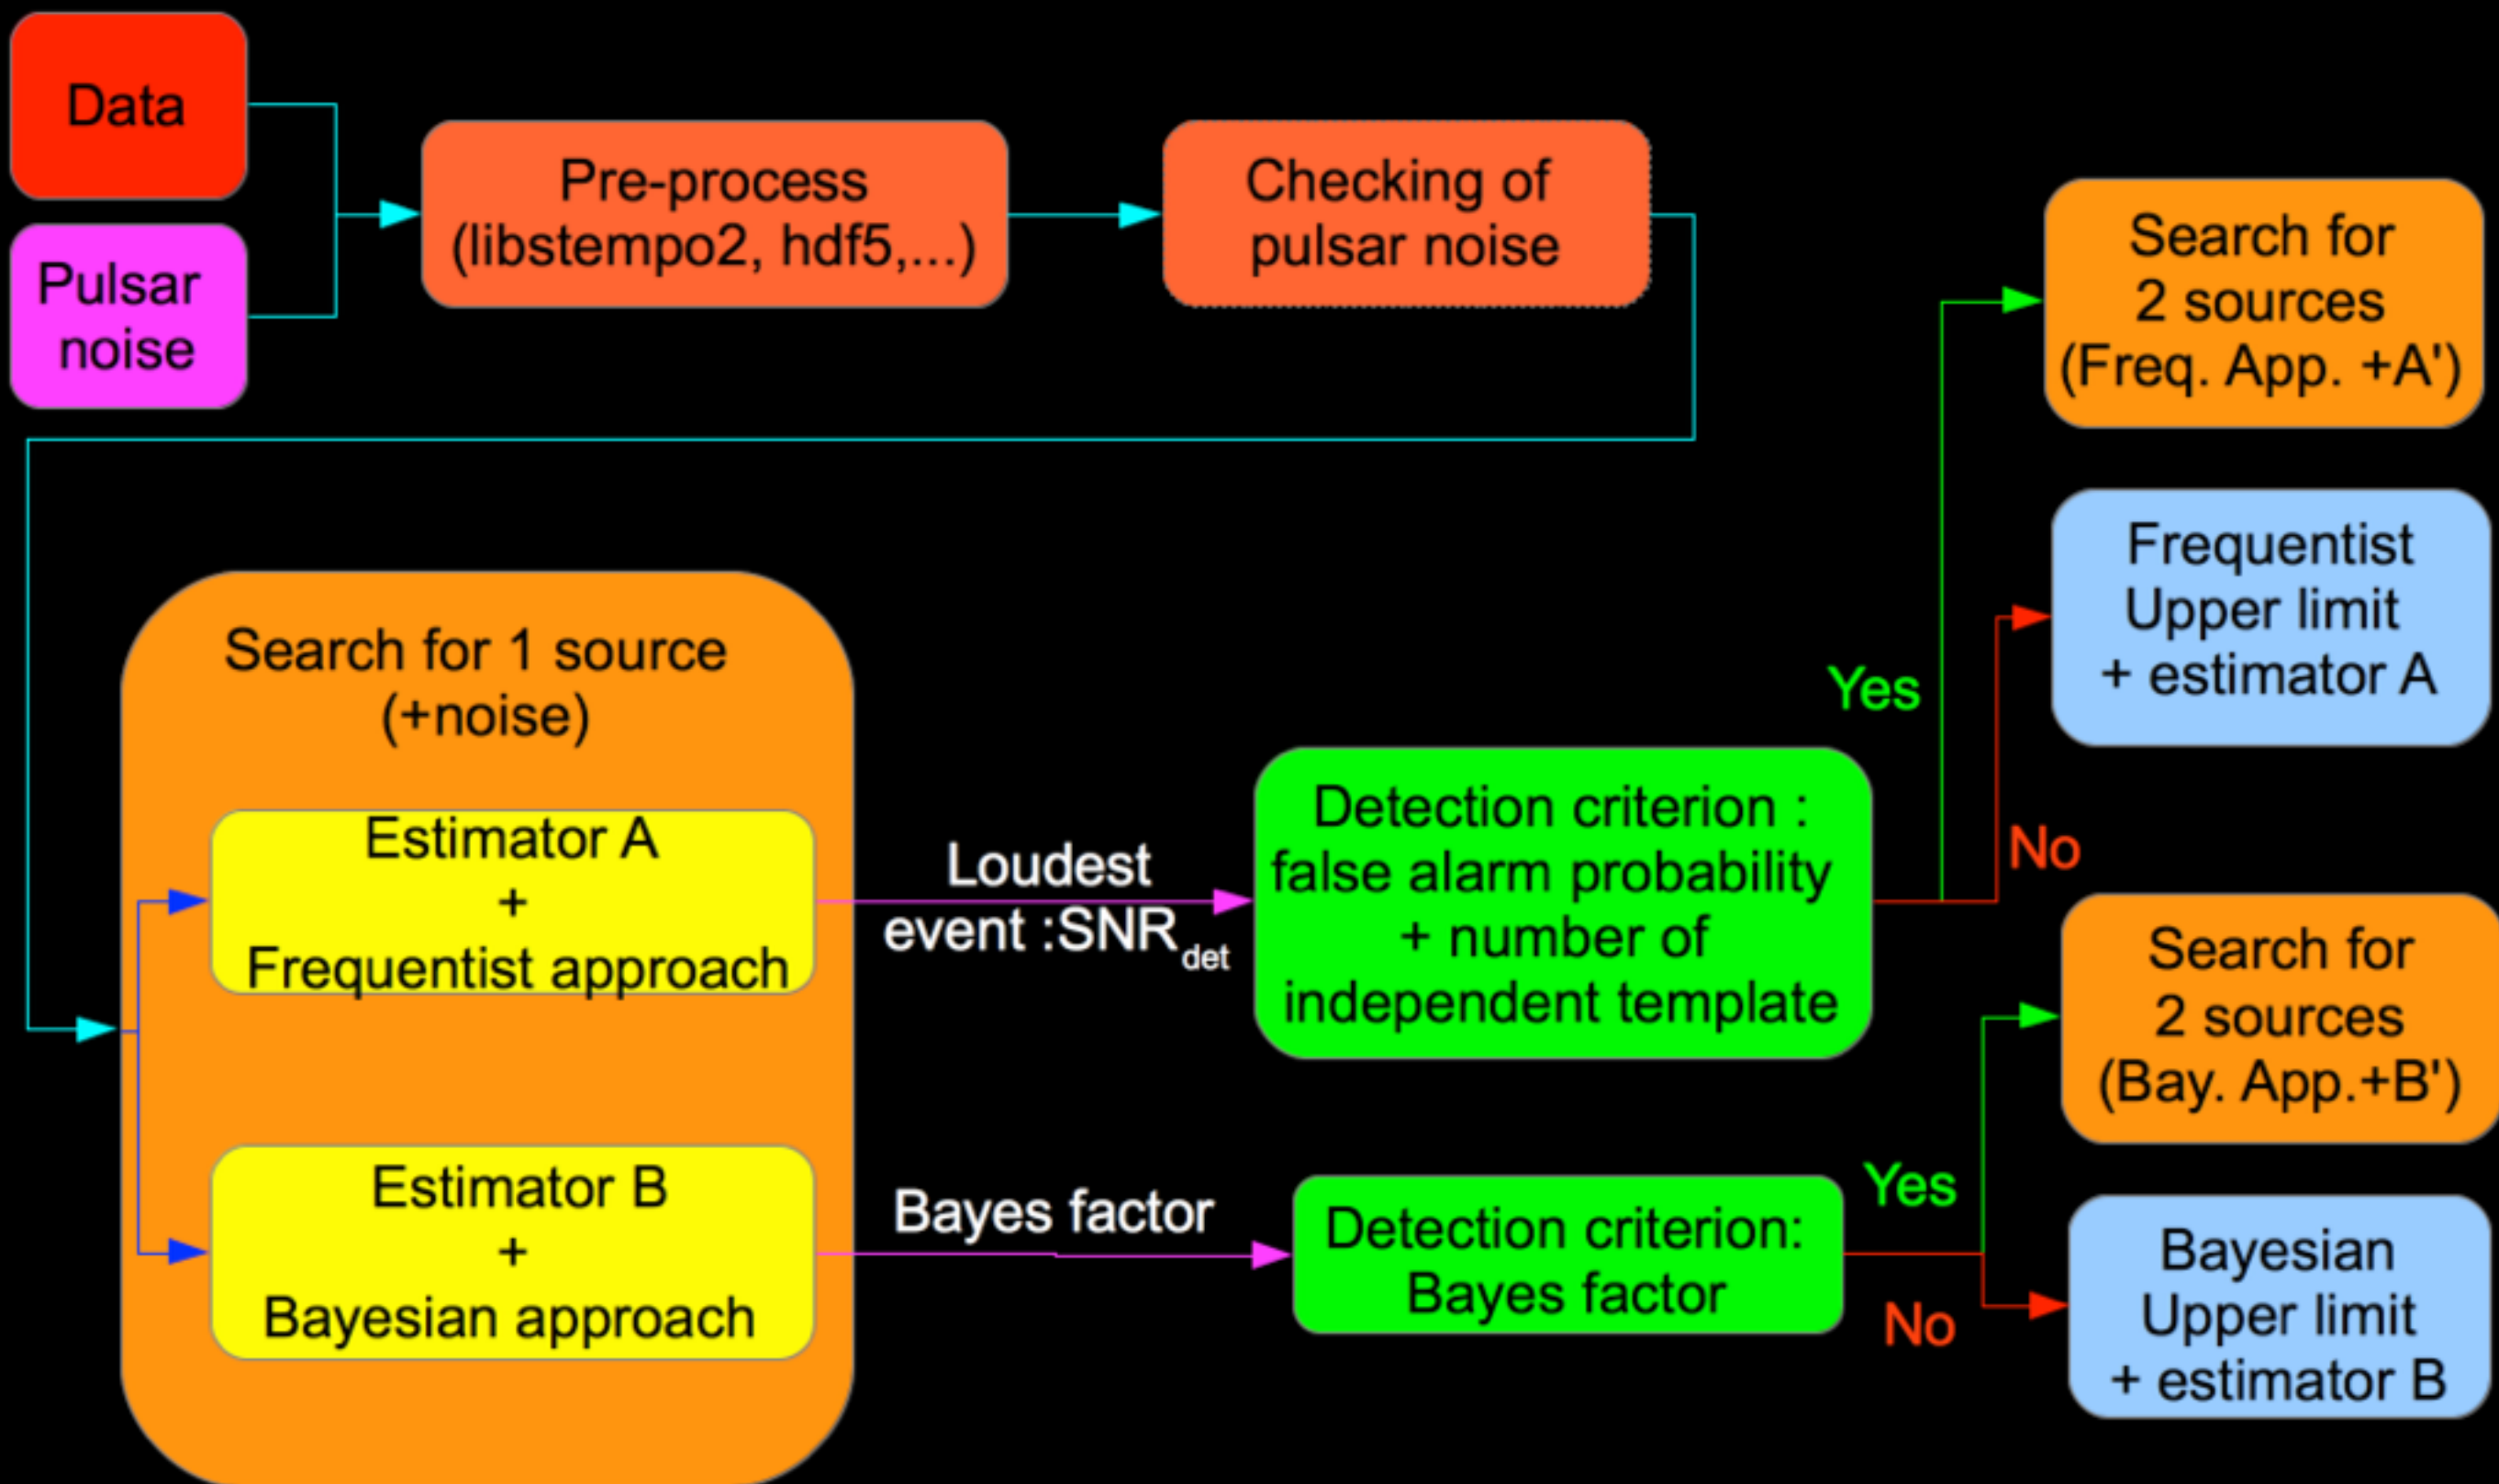 Data
Pulsar
noise
Pre-process
(libstempo2, hdf5,...)
Checking of
pulsar noise
Search for 1 source
(+noise)
Estimator A
+
Frequentist approach
Estimator B
+
Bayesian approach
Loudest
event :SNRdet
Bayes factor
Detection criterion :
false alarm probability
+ number of
independent template
Detection criterion:
Bayes factor
Yes
No
Yes
No
Search for
2 sources
(Freq. App. +A')
Frequentist
Upper limit
+ estimator A
Search for
2 sources
(Bay. App.+B')
Bayesian
Upper limit
+ estimator B